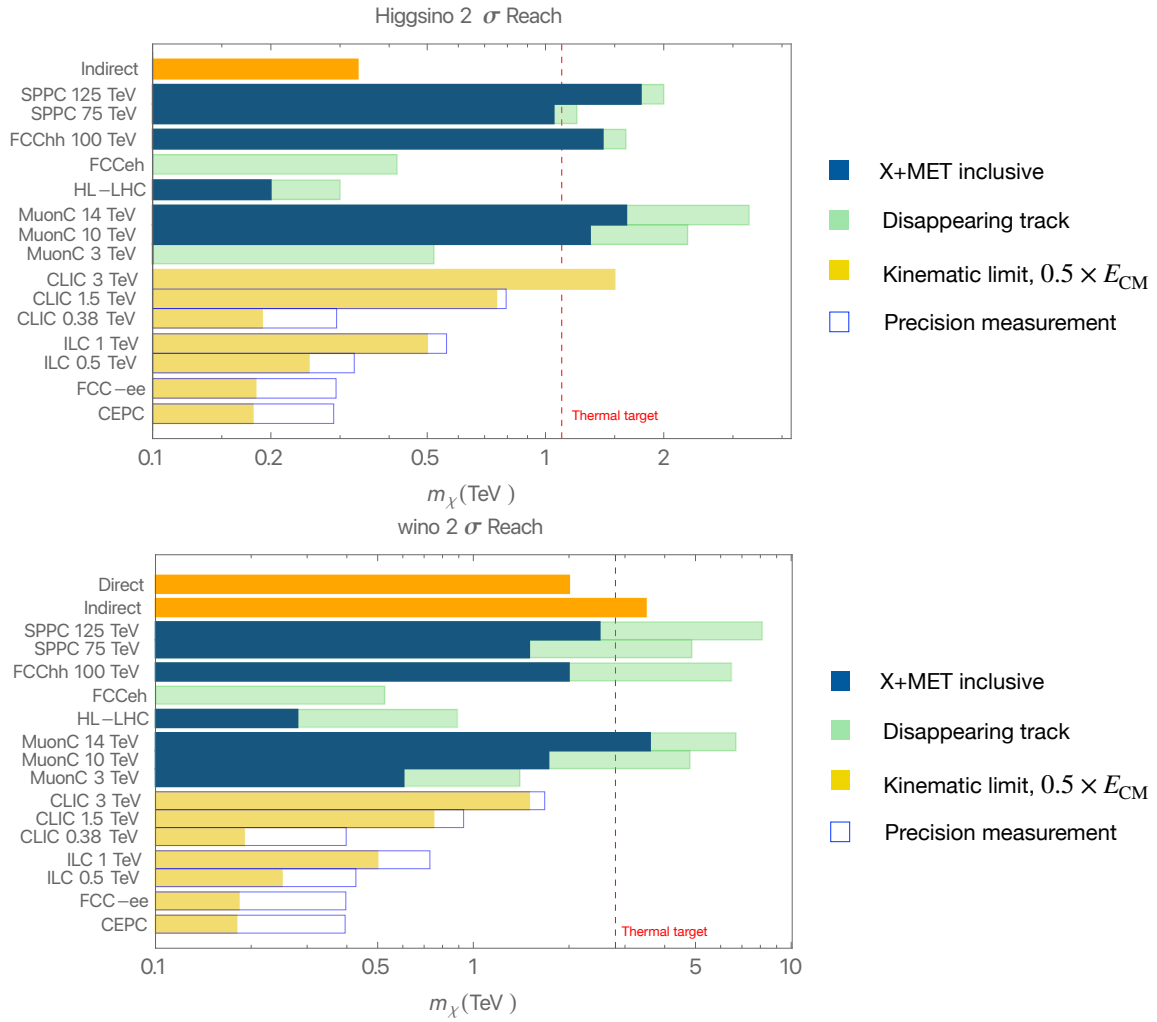 Higgsino 2 σ Reach
Indirect
SPPC 125 TeV
SPPC 75 TeV
FCChh 100 TeV
FCCeh
HL-LHC
MuonC 14 TeV
MuonC 10 TeV
MuonC 3 TeV
CLIC 3 TeV
CLIC 1.5 TeV
CLIC 0.38 TeV
ILC 1 TeV
ILC 0.5 TeV
FCC-ee
CEPC
Thermal target
0.1 0.2 0.5 1 2
mχ(TeV)
X+MET inclusive
Disappearing track
Kinematic limit, 0.5 × E_CM
Precision measurement
wino 2 σ Reach
Direct
Indirect
SPPC 125 TeV
SPPC 75 TeV
FCChh 100 TeV
FCCeh
HL-LHC
MuonC 14 TeV
MuonC 10 TeV
MuonC 3 TeV
CLIC 3 TeV
CLIC 1.5 TeV
CLIC 0.38 TeV
ILC 1 TeV
ILC 0.5 TeV
FCC-ee
CEPC
Thermal target
0.1 0.5 1 5 10
mχ(TeV)
X+MET inclusive
Disappearing track
Kinematic limit, 0.5 × E_CM
Precision measurement